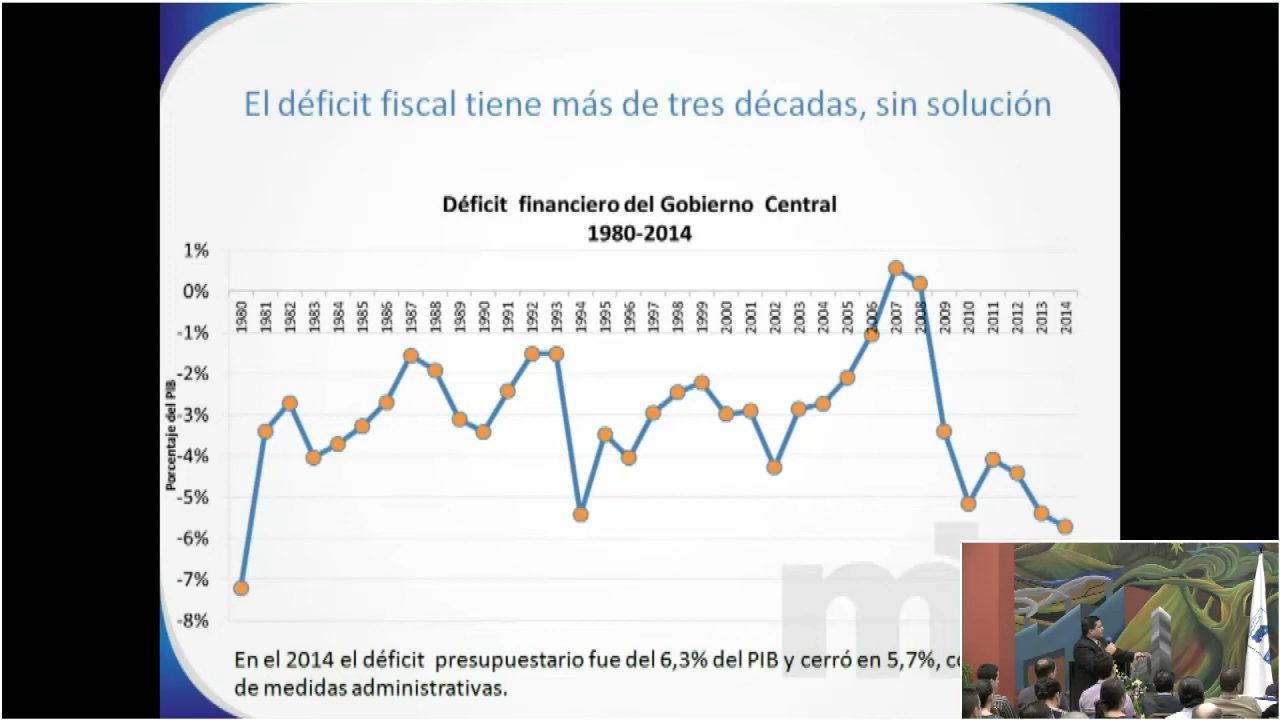 El déficit fiscal tiene más de tres décadas, sin solución
Déficit financiero del Gobierno Central
1980-2014
1%
0%
-1%
-2%
-3%
-4%
-5%
-6%
-7%
-8%
Porcentaje del PIB
1980 1981 1982 1983 1984 1985 1986 1987 1988 1989 1990 1991 1992 1993 1994 1995 1996 1997 1998 1999 2000 2001 2002 2003 2004 2005 2006 2007 2008 2009 2010 2011 2012 2013 2014
En el 2014 el déficit presupuestario fue del 6,3% del PIB y cerró en 5,7%,
de medidas administrativas.